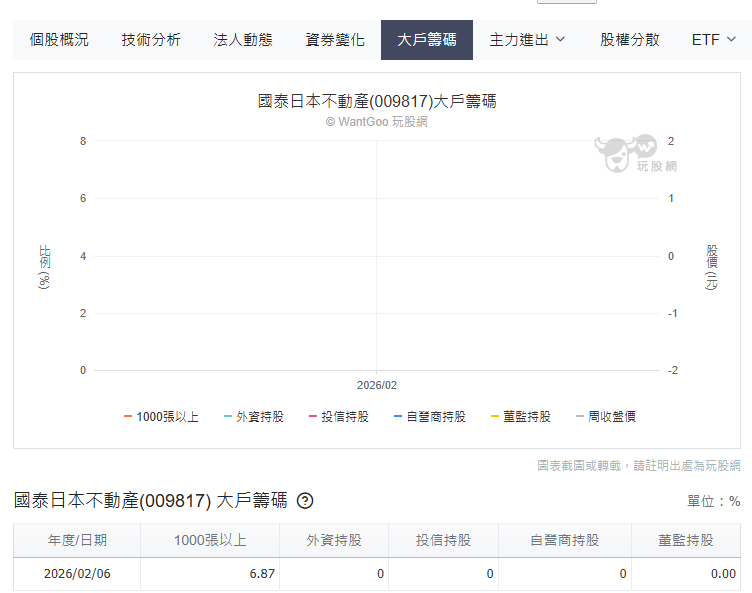 個股概況 技術分析 法人動態 資券變化 大戶籌碼 主力進出 股權分散 ETF
國泰日本不動產(009817)大戶籌碼
© WantGoo 玩股網
玩股網
8 2
6 1
4 0
2 -1
0 -2
比例(%)
股價(元)
2026/02
1000張以上 外資持股 投信持股 自營商持股 董監持股 周收盤價
圖表截圖或轉載，請註明出處為玩股網
國泰日本不動產(009817) 大戶籌碼 ?
單位：%
年度/日期 1000張以上 外資持股 投信持股 自營商持股 董監持股
2026/02/06 6.87 0 0 0 0.00